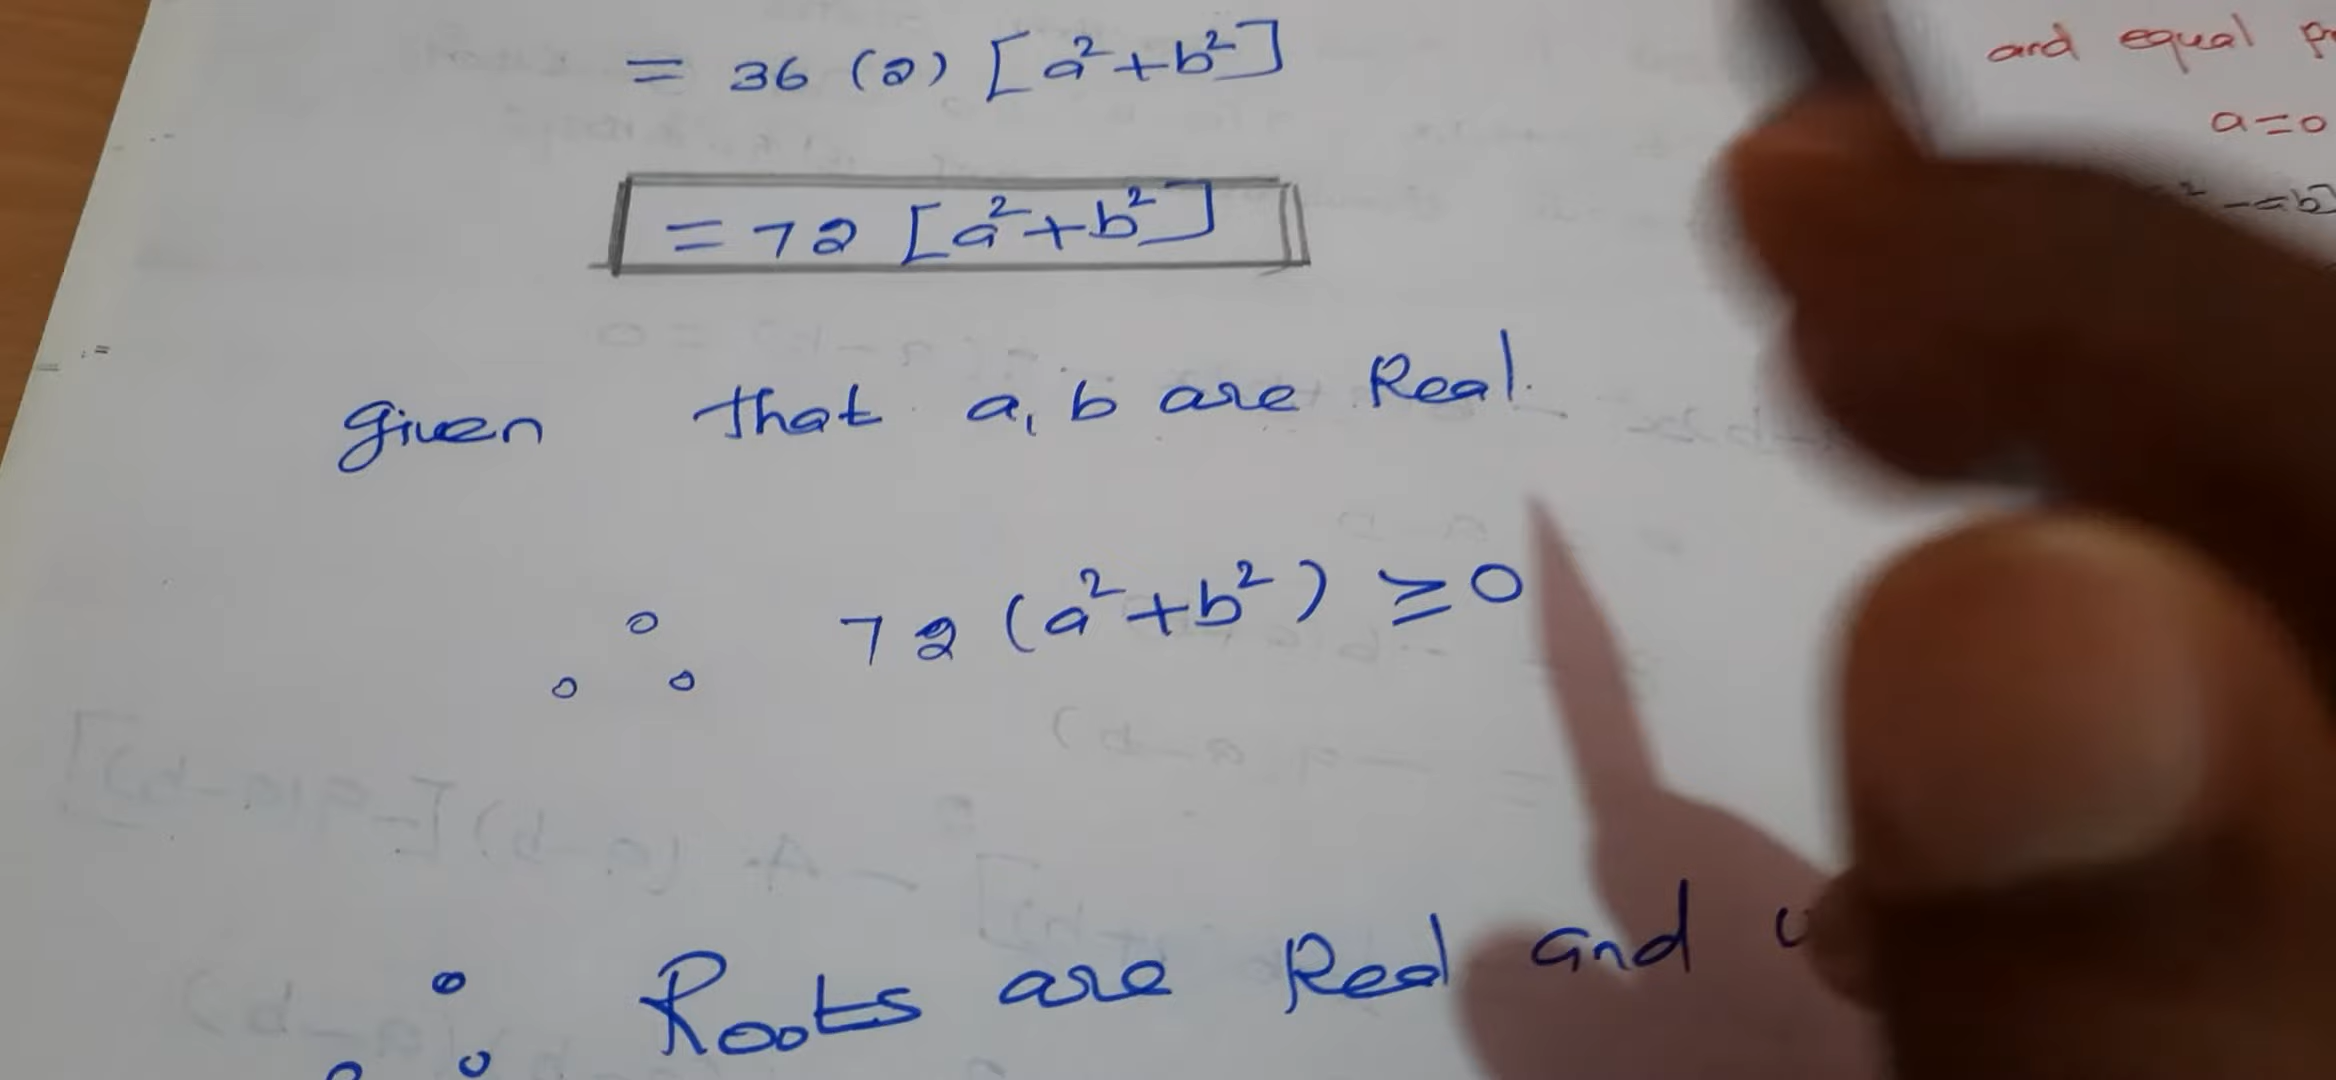 = 36 (2) [a²+b²]
= 72 [a²+b²]
given that a, b are Real.
∴ 72 (a²+b²) ≥ 0
∴ Roots are Real and
and equal
a=0